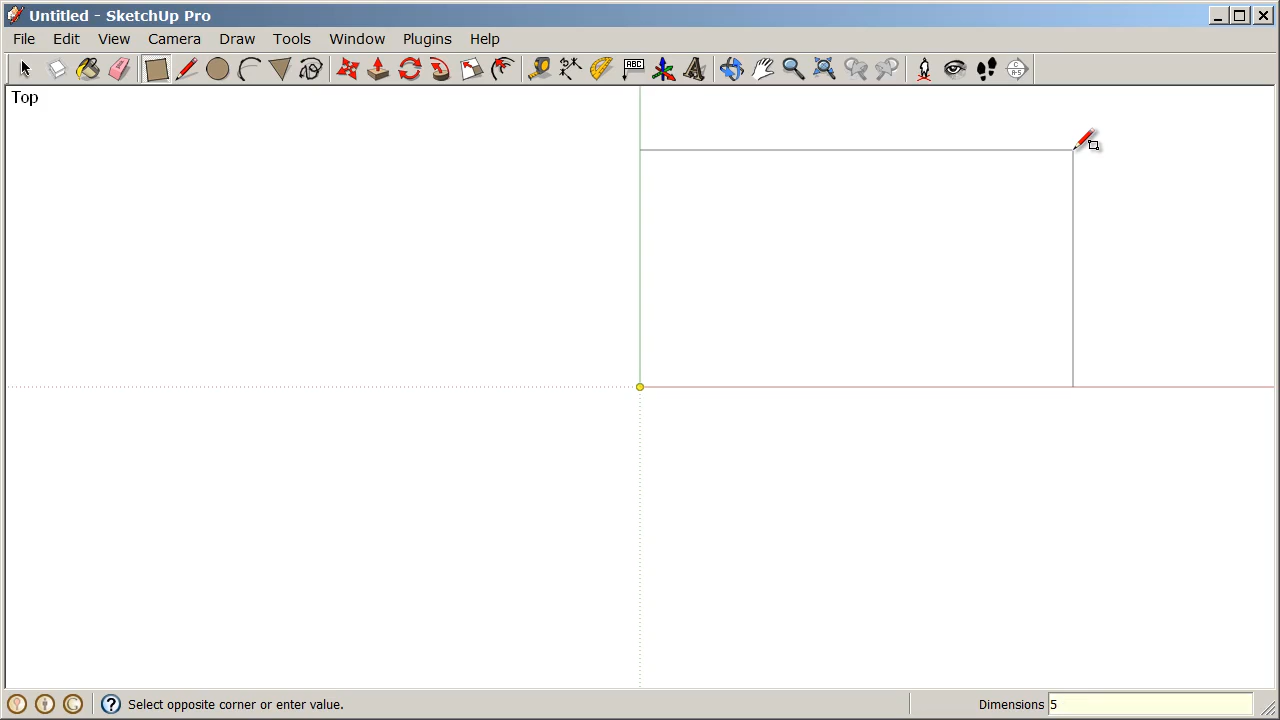 Untitled - SketchUp Pro
File Edit View Camera Draw Tools Window Plugins Help
ABC
Top
Select opposite corner or enter value.
Dimensions 5